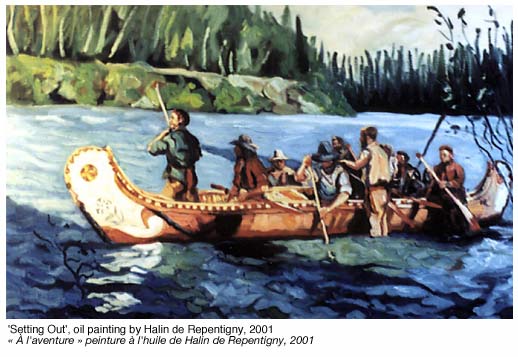 'Setting Out', oil painting by Halin de Repentigny, 2001
« À l'aventure » peinture à l'huile de Halin de Repentigny, 2001